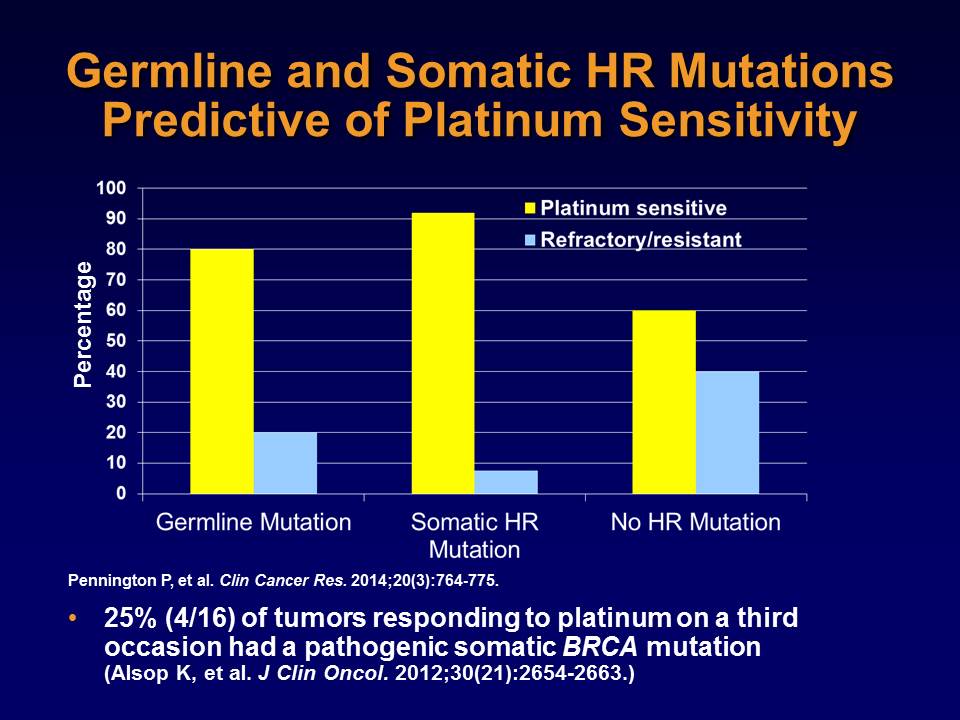 Germline and Somatic HR Mutations
Predictive of Platinum Sensitivity
Percentage
100
90
80
70
60
50
40
30
20
10
0
Platinum sensitive
Refractory/resistant
Germline Mutation
Somatic HR
Mutation
No HR Mutation
Pennington P, et al. Clin Cancer Res. 2014;20(3):764-775.
• 25% (4/16) of tumors responding to platinum on a third
occasion had a pathogenic somatic BRCA mutation
(Alsop K, et al. J Clin Oncol. 2012;30(21):2654-2663.)